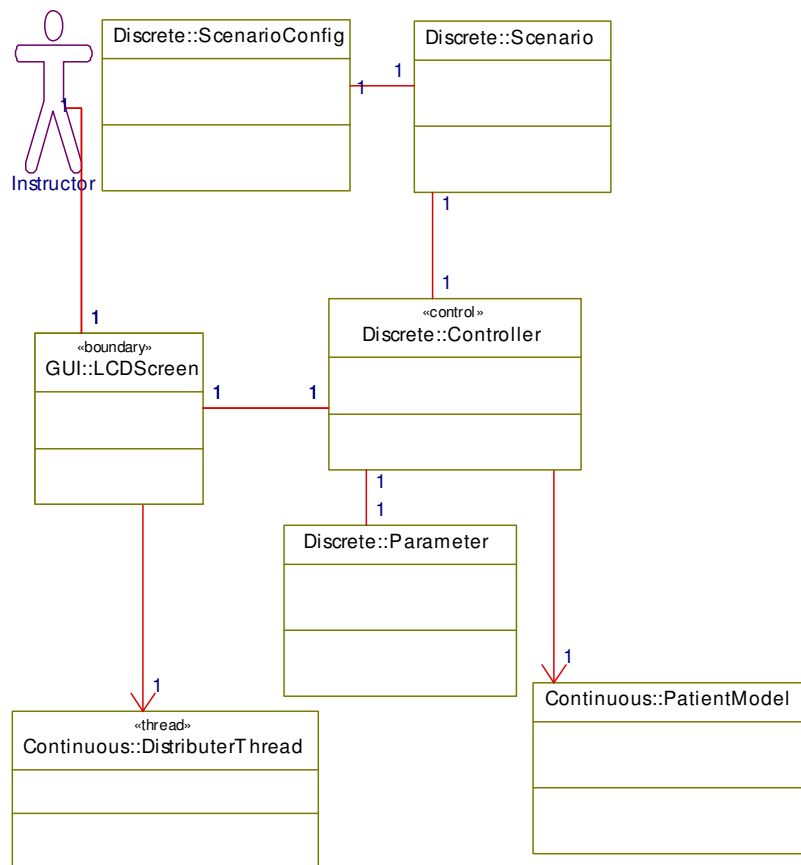 Discrete::ScenarioConfig
Discrete::Scenario
1
1
1
Instructor
1
1
1
«control»
Discrete::Controller
«boundary»
GUI::LCDScreen
1
1
1
1
Discrete::Parameter
1
1
Continuous::PatientModel
«thread»
Continuous::DistributerThread